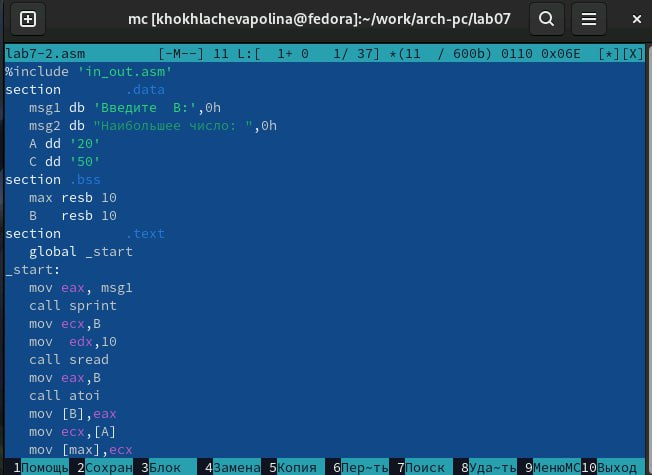 mc [khokhlachevapolina@fedora]:~/work/arch-pc/lab07
lab7-2.asm [-M--] 11 L:[ 1+ 0 1/ 37] *(11 / 600b) 0110 0x06E [*][X]
%include 'in_out.asm'
section .data
msg1 db 'Введите B:',0h
msg2 db "Наибольшее число: ",0h
A dd '20'
C dd '50'
section .bss
max resb 10
B resb 10
section .text
global _start
_start:
mov eax, msg1
call sprint
mov ecx,B
mov edx,10
call sread
mov eax,B
call atoi
mov [B],eax
mov ecx,[A]
mov [max],ecx
1Помощь 2Сохран 3Блок 4Замена 5Копия 6Пер~ть 7Поиск 8Уда~ть 9МенюMC 10Выход